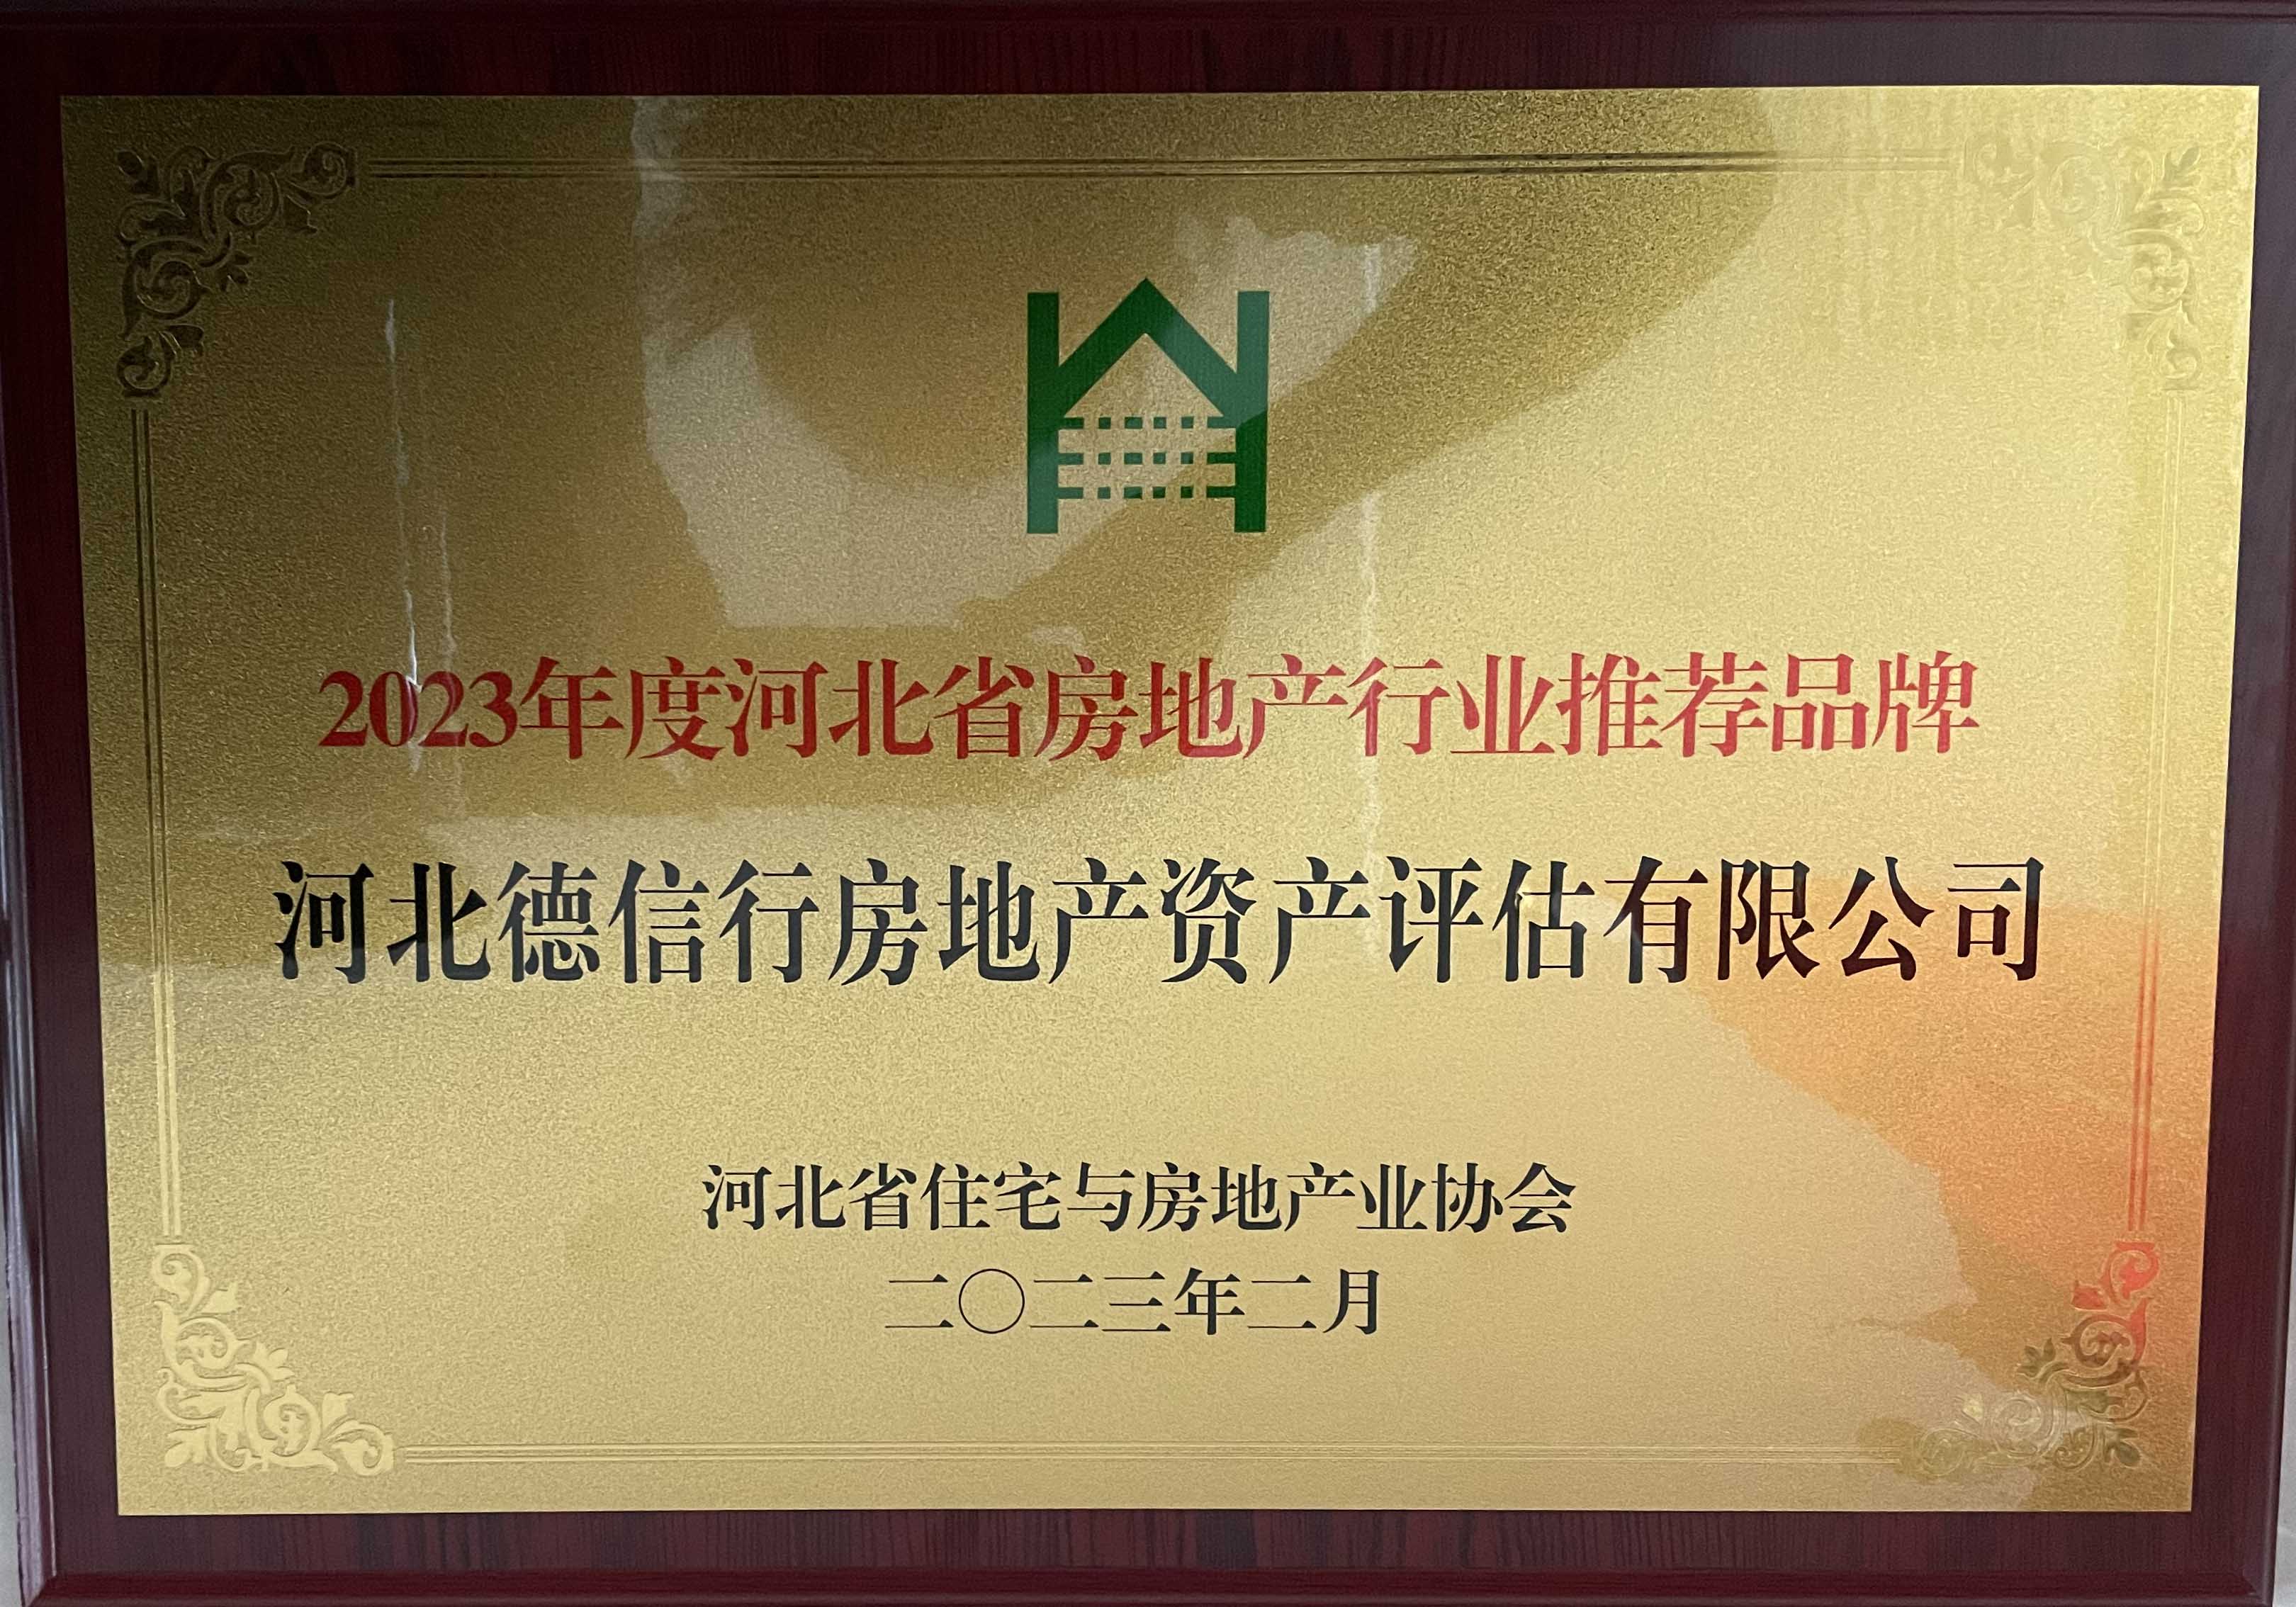 2023年度河北省房地产行业推荐品牌
河北德信行房地产资产评估有限公司
河北省住宅与房地产业协会
二〇二三年二月